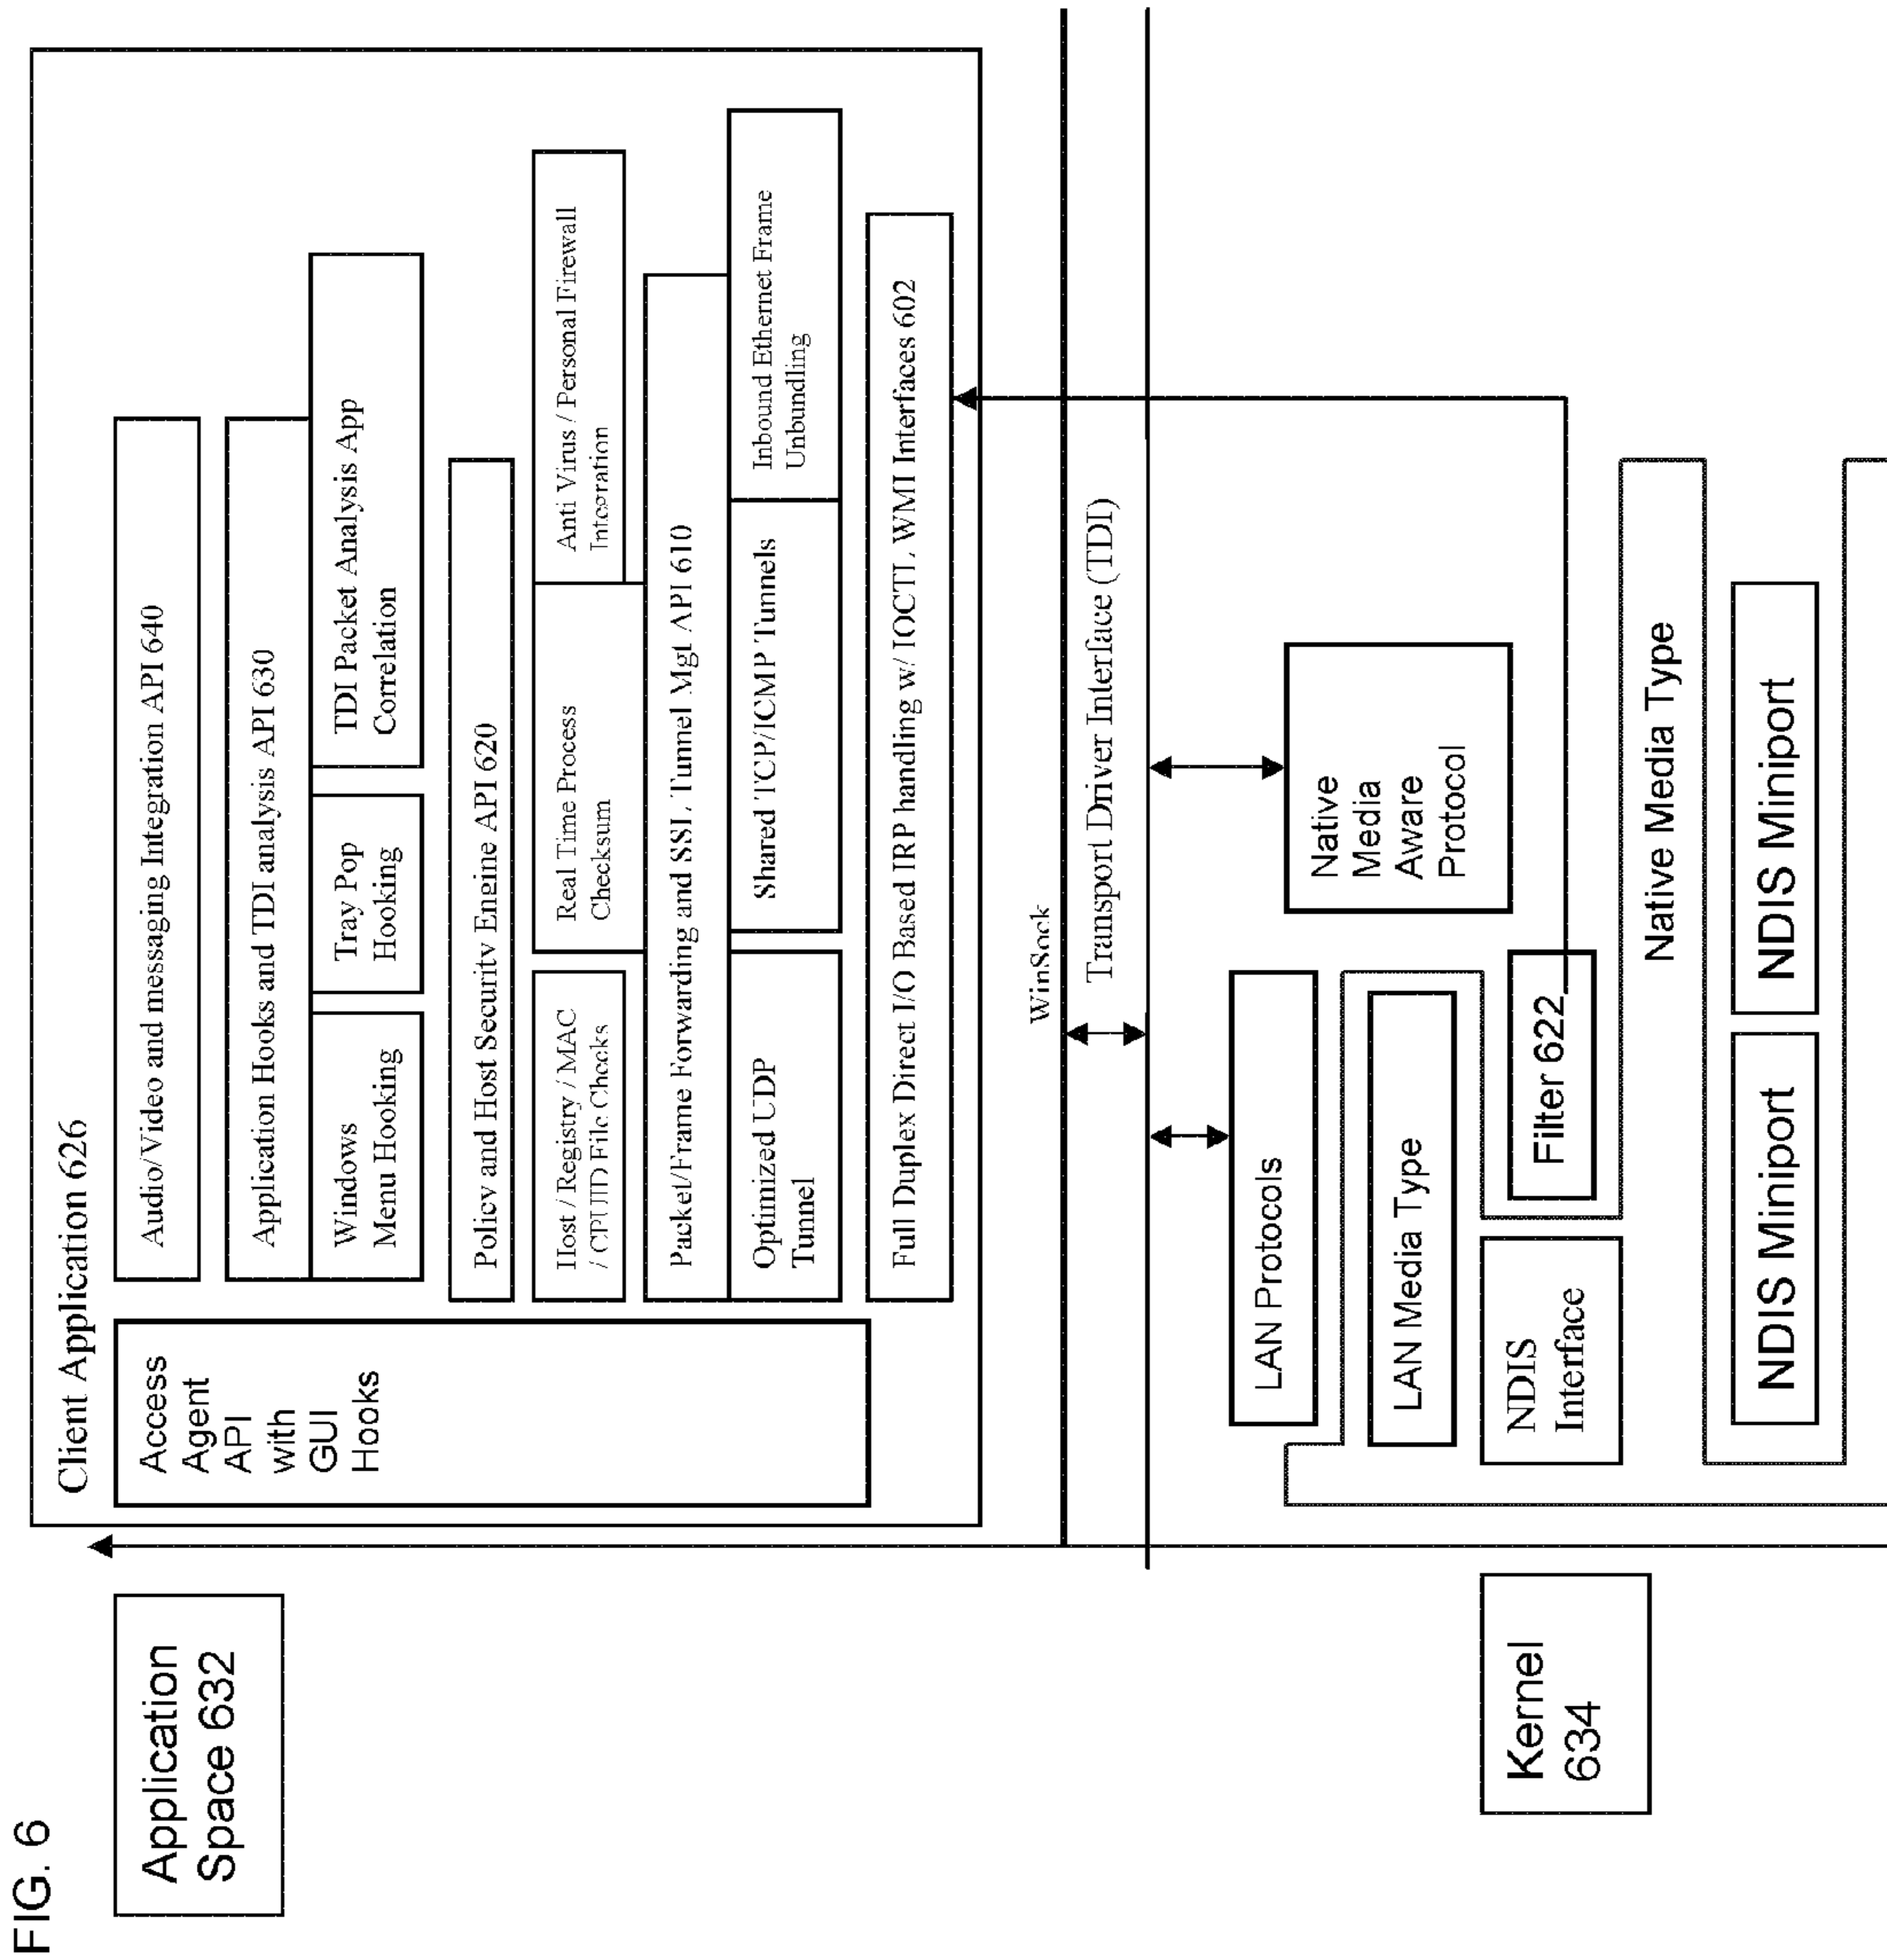 FIG. 6
Application
Space 632
Client Application 626
Access
Agent
API
with
GUI
Hooks
Audio/Video and messaging Integration API 640
Application Hooks and TDI analysis API 630
Windows
Menu Hooking
Tray Pop
Hooking
TDI Packet Analysis App
Correlation
Policy and Host Security Engine API 620
Host / Registry / MAC
/ CPUID File Checks
Real Time Process
Checksum
Anti Virus / Personal Firewall
Integration
Packet/Frame Forwarding and SSL Tunnel Mgt API 610
Optimized UDP
Tunnel
Shared TCP/ICMP Tunnels
Inbound Ethernet Frame
Unbundling
Full Duplex Direct I/O Based IRP handling w/ IOCTL, WMI Interfaces 602
WinSock
Transport Driver Interface (TDI)
Kernel
634
LAN Protocols
Native
Media
Aware
Protocol
LAN Media Type
NDIS
Interface
Filter 622
Native Media Type
NDIS Miniport
NDIS Miniport